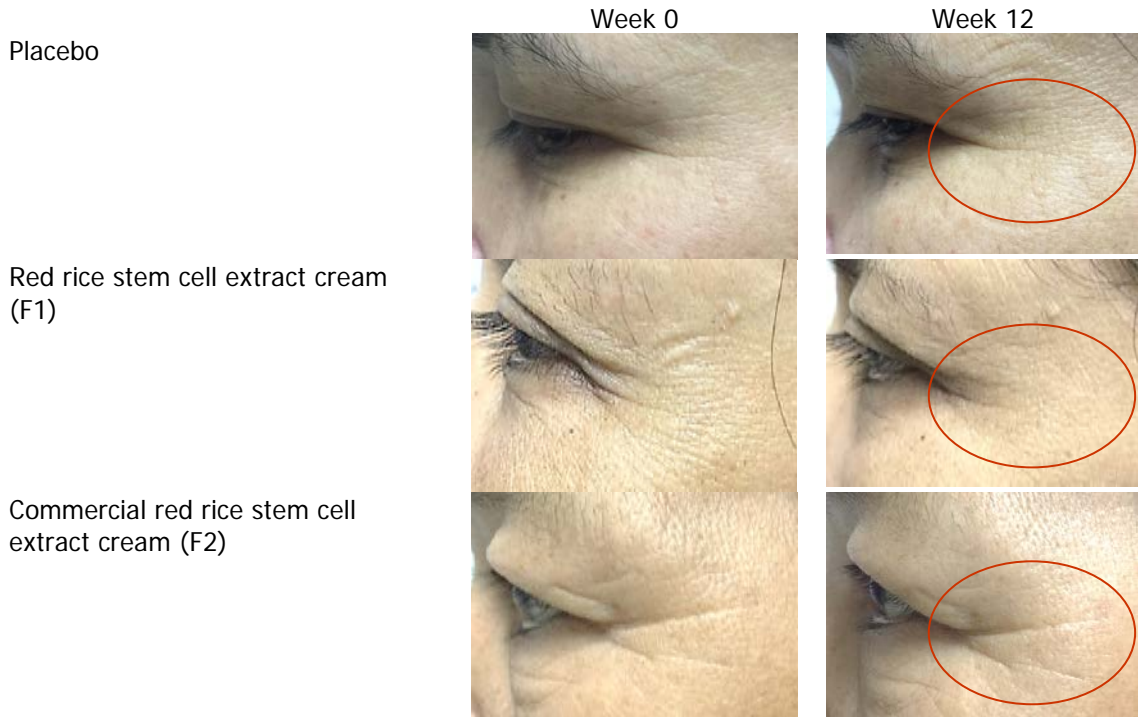 Week 0 Week 12
Placebo
Red rice stem cell extract cream
(F1)
Commercial red rice stem cell
extract cream (F2)